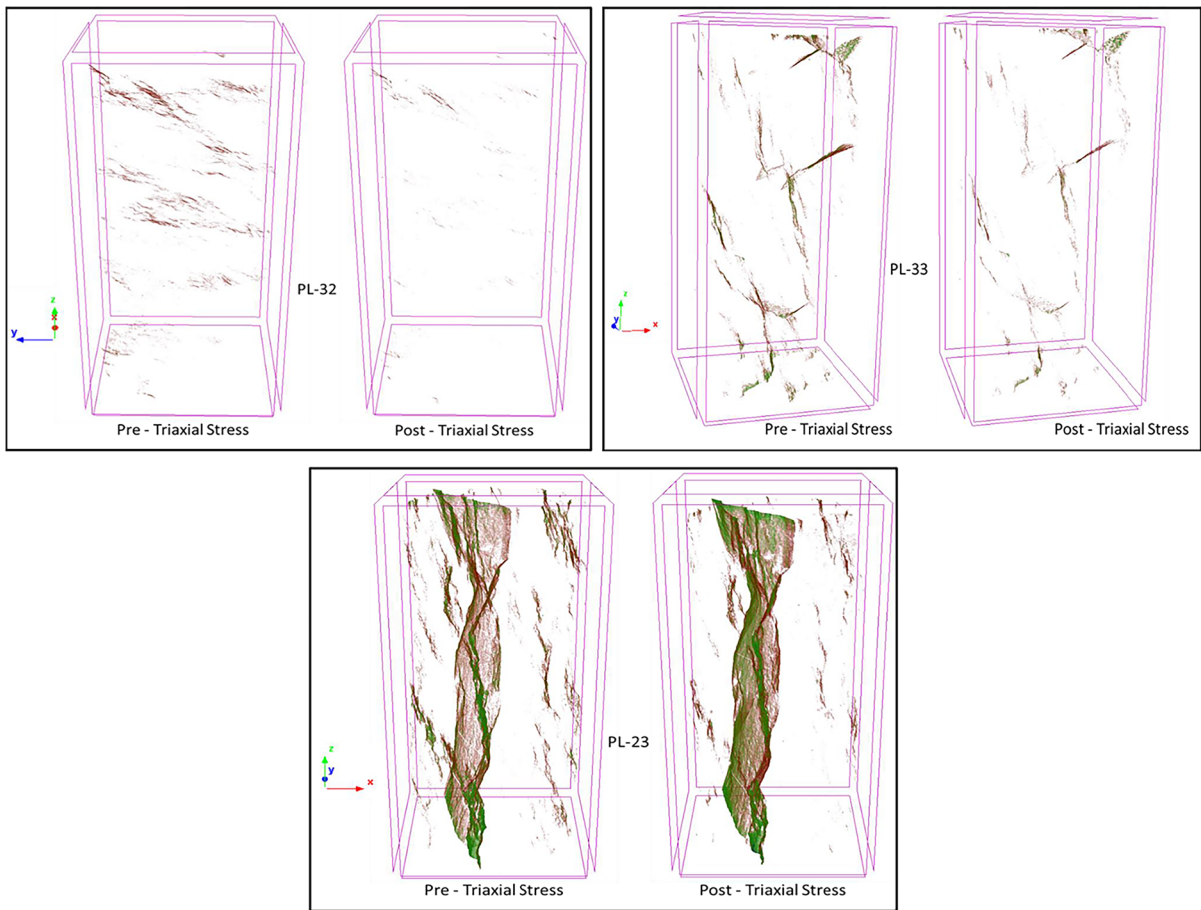 PL-32
z
x
y
Pre - Triaxial Stress
Post - Triaxial Stress
PL-33
z
y
x
Pre - Triaxial Stress
Post - Triaxial Stress
PL-23
z
y
x
Pre - Triaxial Stress
Post - Triaxial Stress